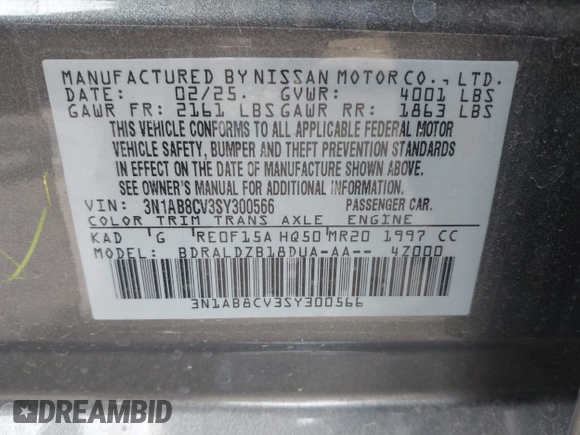 MANUFACTURED BY NISSAN MOTOR CO., LTD.
DATE: 02/25. GVWR: 4001 LBS
GAWR FR: 2161 LBS GAWR RR: 1863 LBS
THIS VEHICLE CONFORMS TO ALL APPLICABLE FEDERAL MOTOR
VEHICLE SAFETY, BUMPER AND THEFT PREVENTION STANDARDS
IN EFFECT ON THE DATE OF MANUFACTURE SHOWN ABOVE.
SEE OWNER'S MANUAL FOR ADDITIONAL INFORMATION.
VIN: 3N1AB8CV3SY300566 PASSENGER CAR.
COLOR TRIM TRANS AXLE ENGINE
KAD G RE0F15A HQ50 MR20 1997 CC
MODEL: BDRALDZB18DUA-AA-- 4Z000
3N1AB8CV3SY300566
DREAMBID